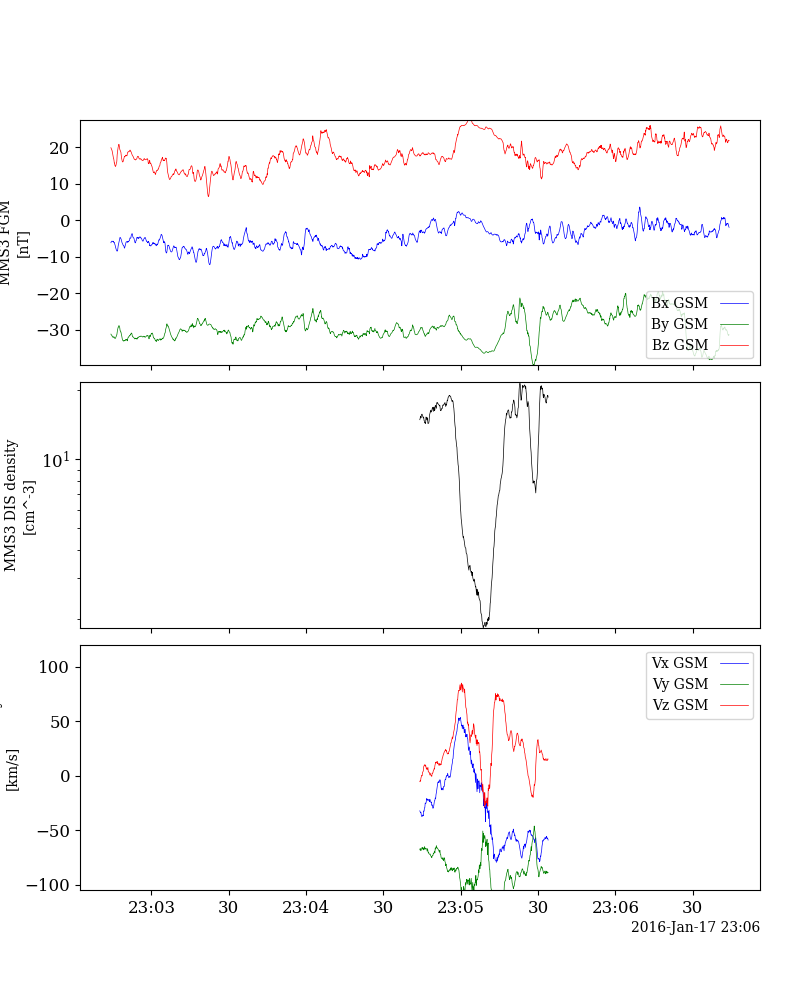 20
10
0
−10
−20
−30
MMS3 FGM
[nT]
Bx GSM
By GSM
Bz GSM
10^1
MMS3 DIS density
[cm^-3]
100
50
0
−50
−100
[km/s]
Vx GSM
Vy GSM
Vz GSM
23:03 30 23:04 30 23:05 30 23:06 30
2016-Jan-17 23:06